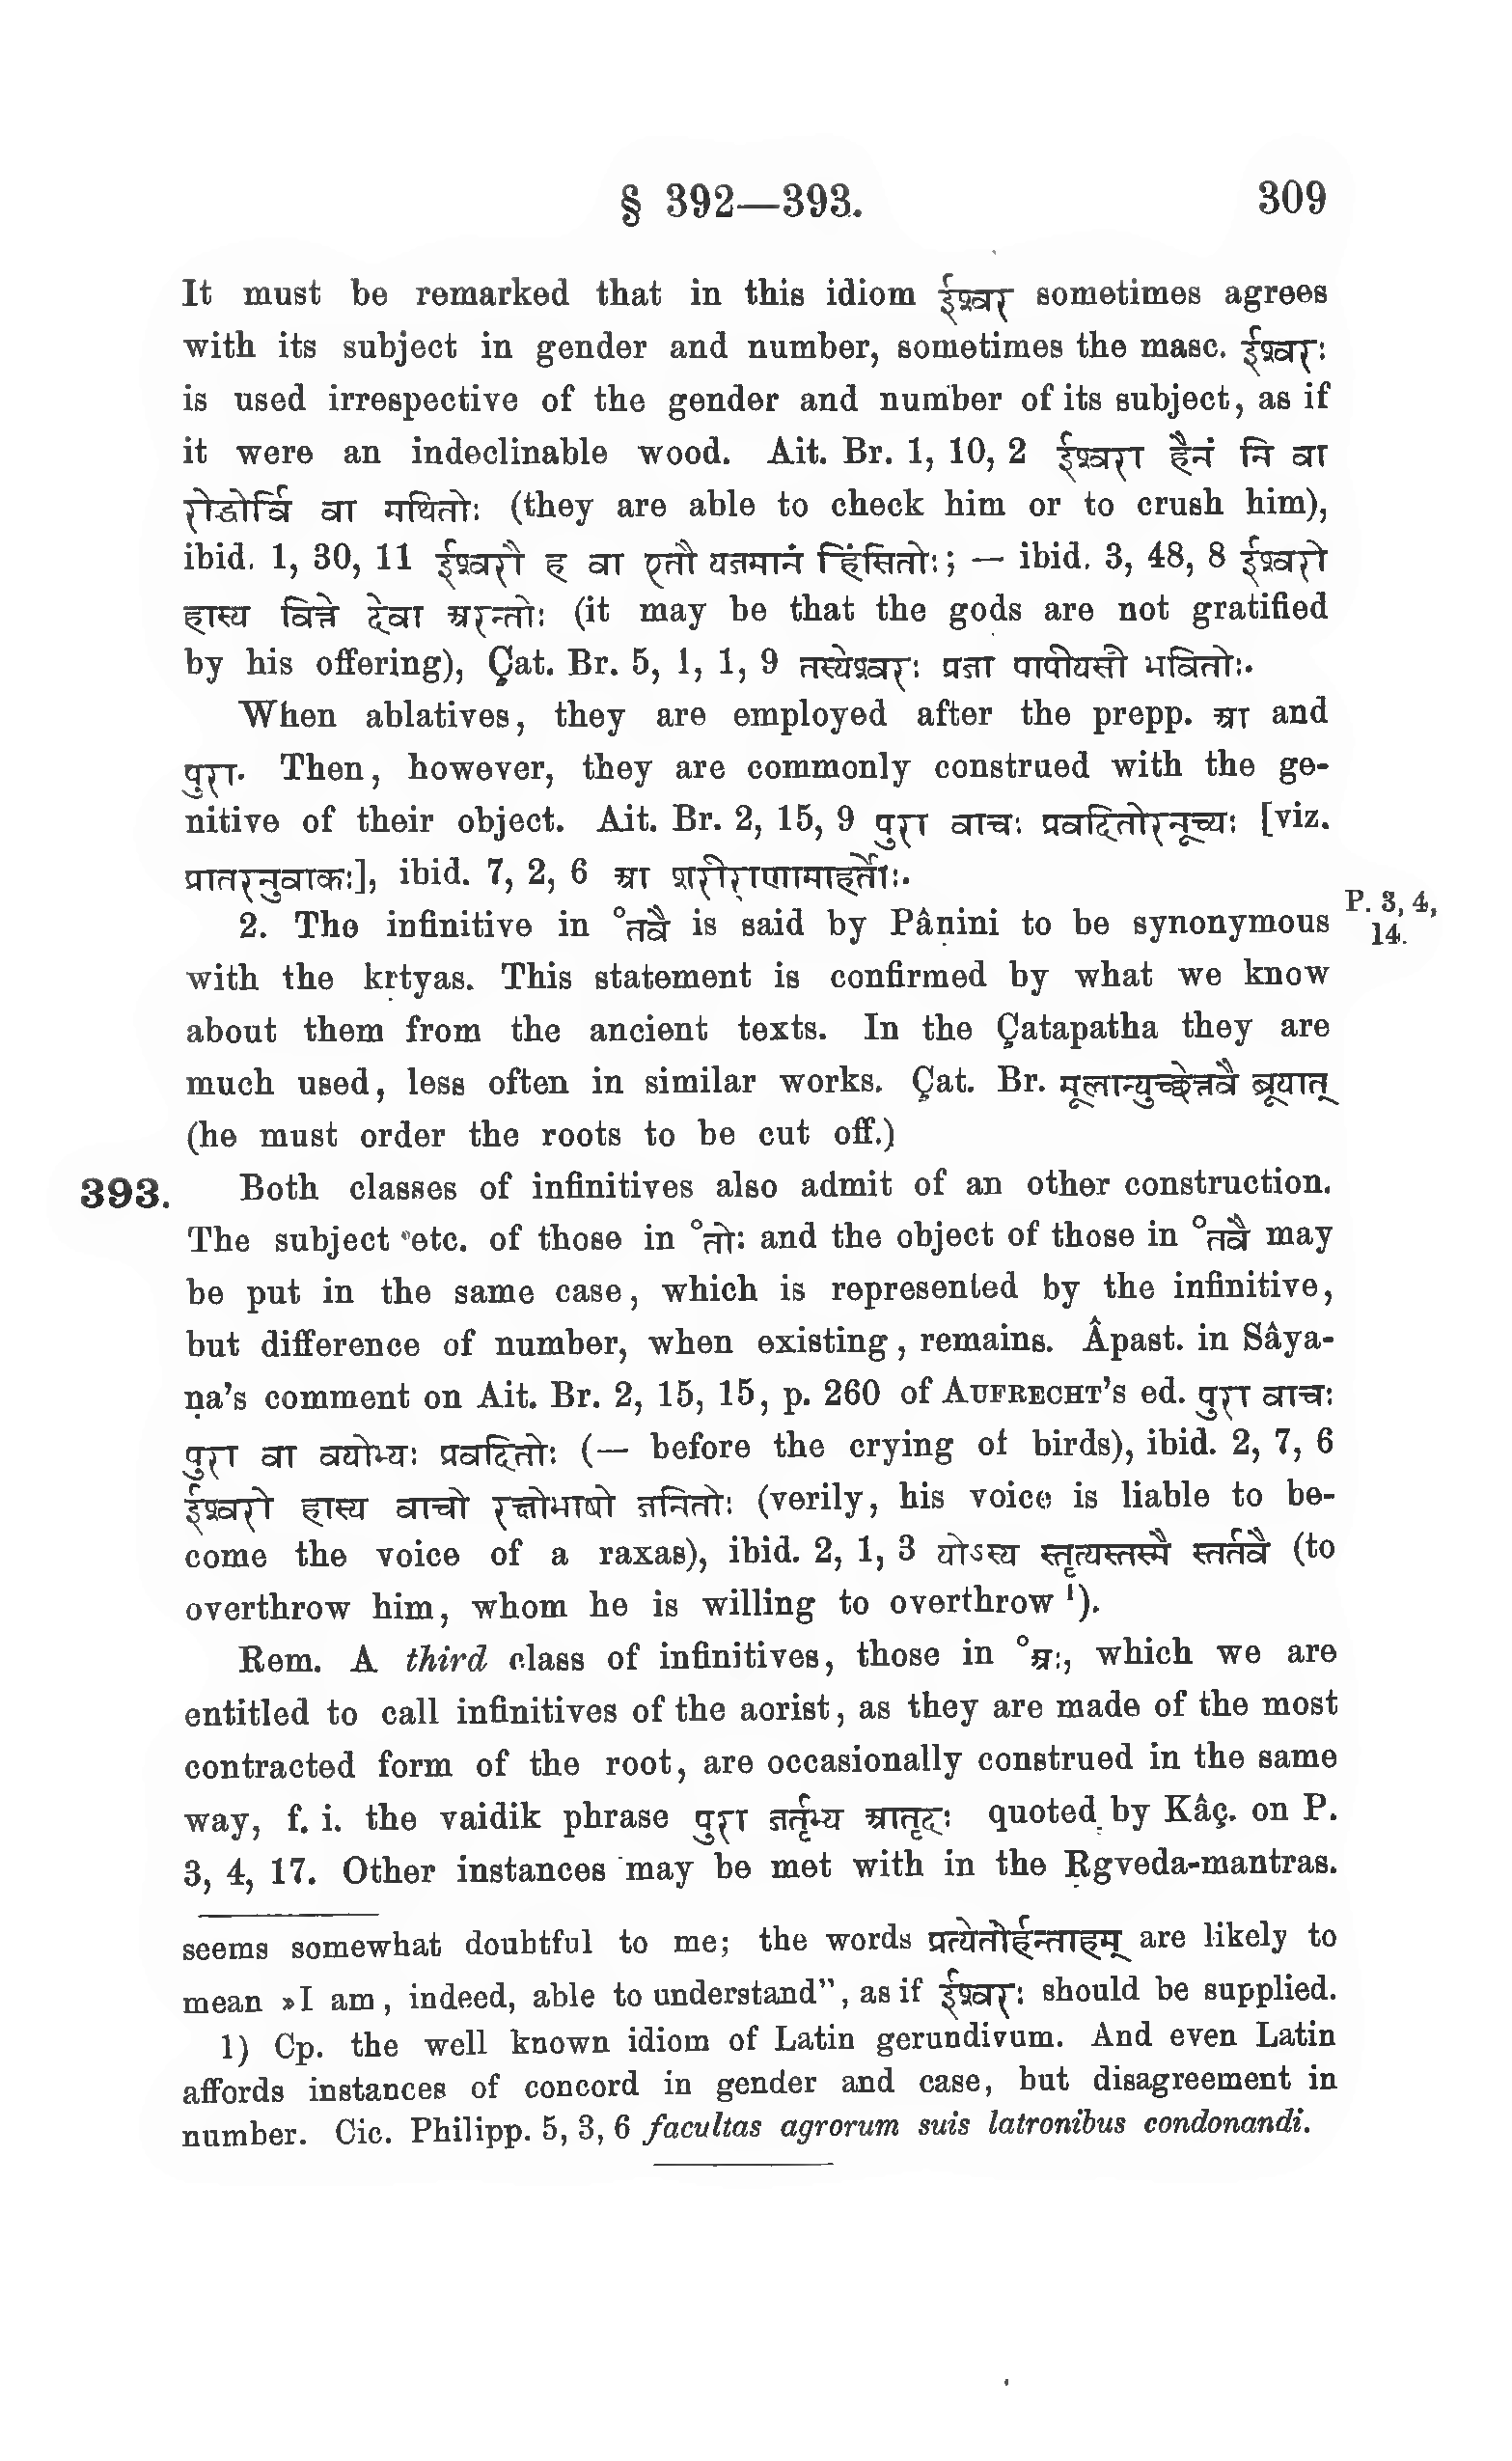 § 392—393. 309
It must be remarked that in this idiom ईश्वर sometimes agrees
with its subject in gender and number, sometimes the masc. ईश्वरः
is used irrespective of the gender and number of its subject, as if
it were an indeclinable wood. Ait. Br. 1, 10, 2 ईश्वरा हैनं नि वा
रोडोर्वि वा मथितोः (they are able to check him or to crush him),
ibid. 1, 30, 11 ईश्वरौ ह वा एतौ यजमानं हिंसितोः; — ibid. 3, 48, 8 ईश्वरो
हास्य वित्ते देवा अरन्तोः (it may be that the gods are not gratified
by his offering), Çat. Br. 5, 1, 1, 9 तस्येश्वरः प्रजा पापीयसी भवितोः.
When ablatives, they are employed after the prepp. आ and
पुरा. Then, however, they are commonly construed with the ge-
nitive of their object. Ait. Br. 2, 15, 9 पुरा वाचः प्रवदितोरनूच्यः [viz.
प्रातरनुवाकः], ibid. 7, 2, 6 आ शरीराणामाहर्तोः.
2. The infinitive in °तवै is said by Pâṇini to be synonymous P. 3, 4,
14.
with the kṛtyas. This statement is confirmed by what we know
about them from the ancient texts. In the Çatapatha they are
much used, less often in similar works. Çat. Br. मूलान्युच्छेत्तवै ब्रूयात्
(he must order the roots to be cut off.)
393. Both classes of infinitives also admit of an other construction.
The subject etc. of those in °तोः and the object of those in °तवै may
be put in the same case, which is represented by the infinitive,
but difference of number, when existing, remains. Âpast. in Sâya-
ṇa's comment on Ait. Br. 2, 15, 15, p. 260 of AUFRECHT's ed. पुरा वाचः
पुरा वा वयोभ्यः प्रवदितोः (— before the crying of birds), ibid. 2, 7, 6
ईश्वरो हास्य वाचो रक्षोभाषो जनितोः (verily, his voice is liable to be-
come the voice of a raxas), ibid. 2, 1, 3 योऽस्य स्तृत्यस्तस्मै स्तर्तवै (to
overthrow him, whom he is willing to overthrow ¹).
Rem. A third class of infinitives, those in °अः, which we are
entitled to call infinitives of the aorist, as they are made of the most
contracted form of the root, are occasionally construed in the same
way, f. i. the vaidik phrase पुरा जर्तृभ्य आतृदः quoted by Kâç. on P.
3, 4, 17. Other instances may be met with in the Ṛgveda-mantras.
seems somewhat doubtful to me; the words प्रत्येतोर्हन्ताहम् are likely to
mean »I am, indeed, able to understand”, as if ईश्वरः should be supplied.
1) Cp. the well known idiom of Latin gerundivum. And even Latin
affords instances of concord in gender and case, but disagreement in
number. Cic. Philipp. 5, 3, 6 facultas agrorum suis latronibus condonandi.